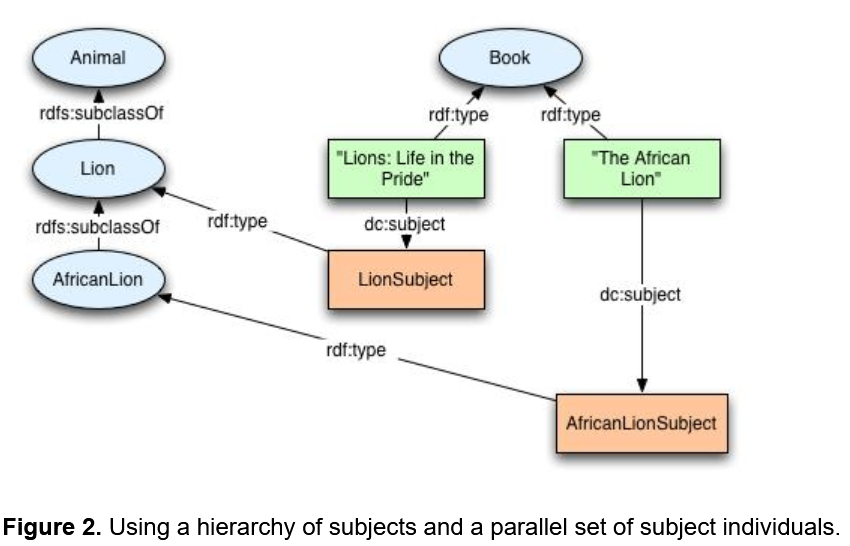 Animal
Book
rdfs:subclassOf
rdf:type
rdf:type
Lion
"Lions: Life in the
Pride"
"The African
Lion"
rdfs:subclassOf
rdf:type
dc:subject
AfricanLion
LionSubject
dc:subject
rdf:type
AfricanLionSubject
Figure 2. Using a hierarchy of subjects and a parallel set of subject individuals.